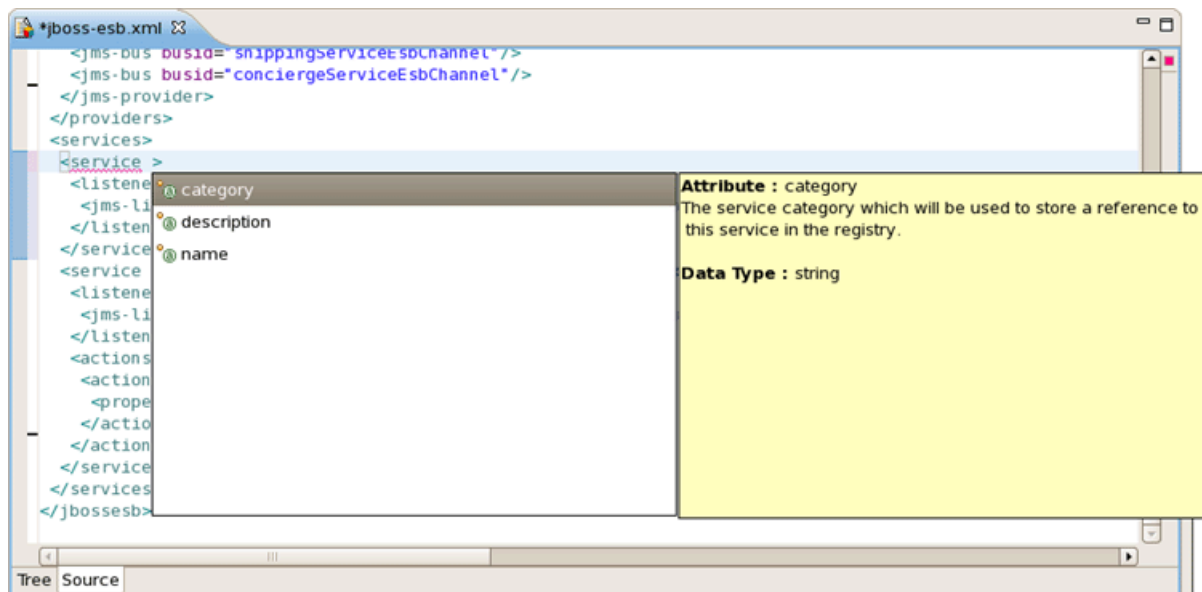 *jboss-esb.xml
<jms-bus busid="shippingServiceEsbChannel"/>
<jms-bus busid="conciergeServiceEsbChannel"/>
</jms-provider>
</providers>
<services>
<service >
<listene
<jms-li
</listen
</service
<service
<listene
<jms-li
</listen
<actions
<action
<prope
</actio
</action
</service
</services
</jbossesb>
category
description
name
Attribute : category
The service category which will be used to store a reference to
this service in the registry.
Data Type : string
Tree Source